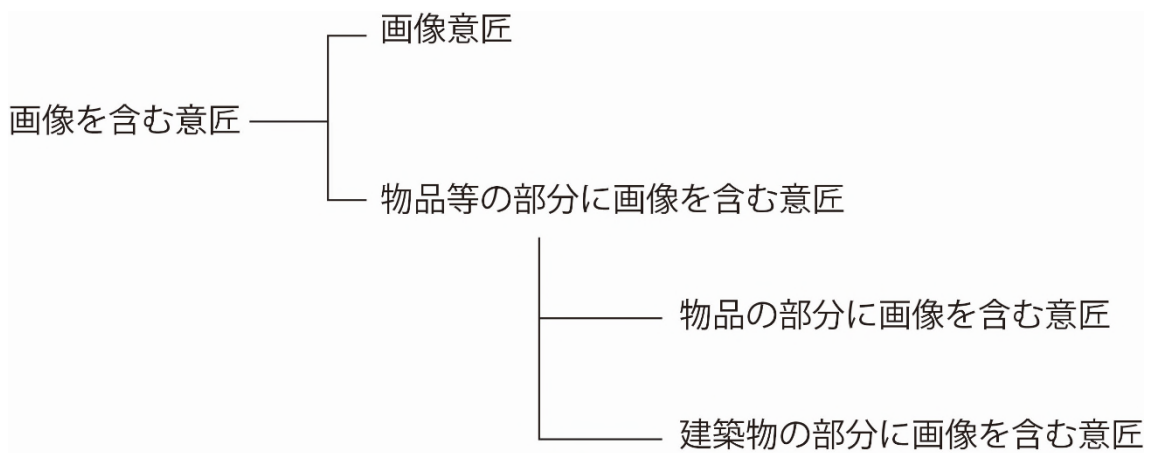 画像意匠
画像を含む意匠
物品等の部分に画像を含む意匠
物品の部分に画像を含む意匠
建築物の部分に画像を含む意匠